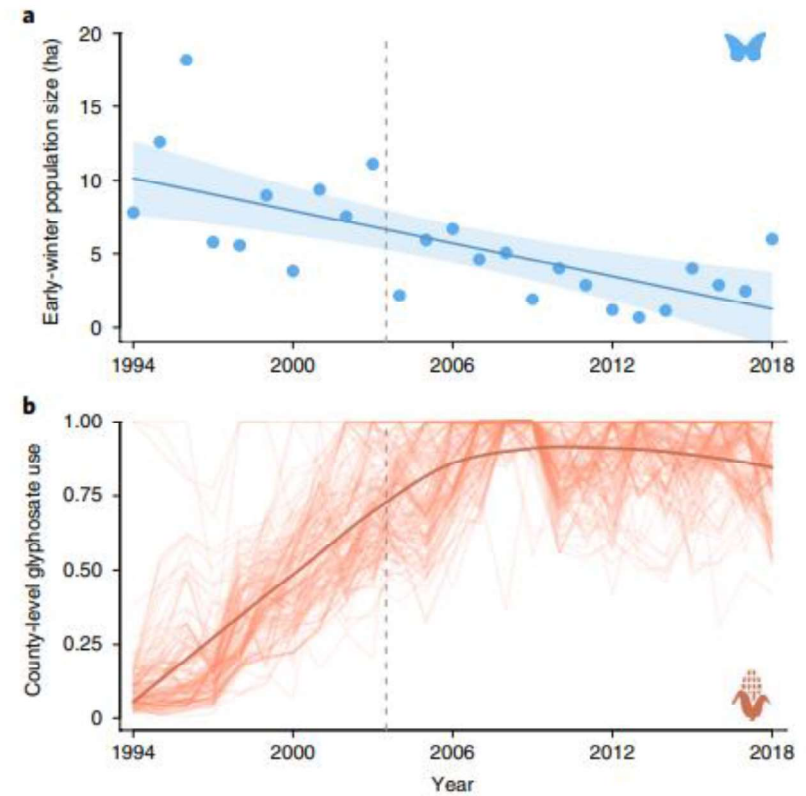 a
Early-winter population size (ha)
20
15
10
5
0
1994 2000 2006 2012 2018
b
County-level glyphosate use
1.00
0.75
0.50
0.25
0
1994 2000 2006 2012 2018
Year